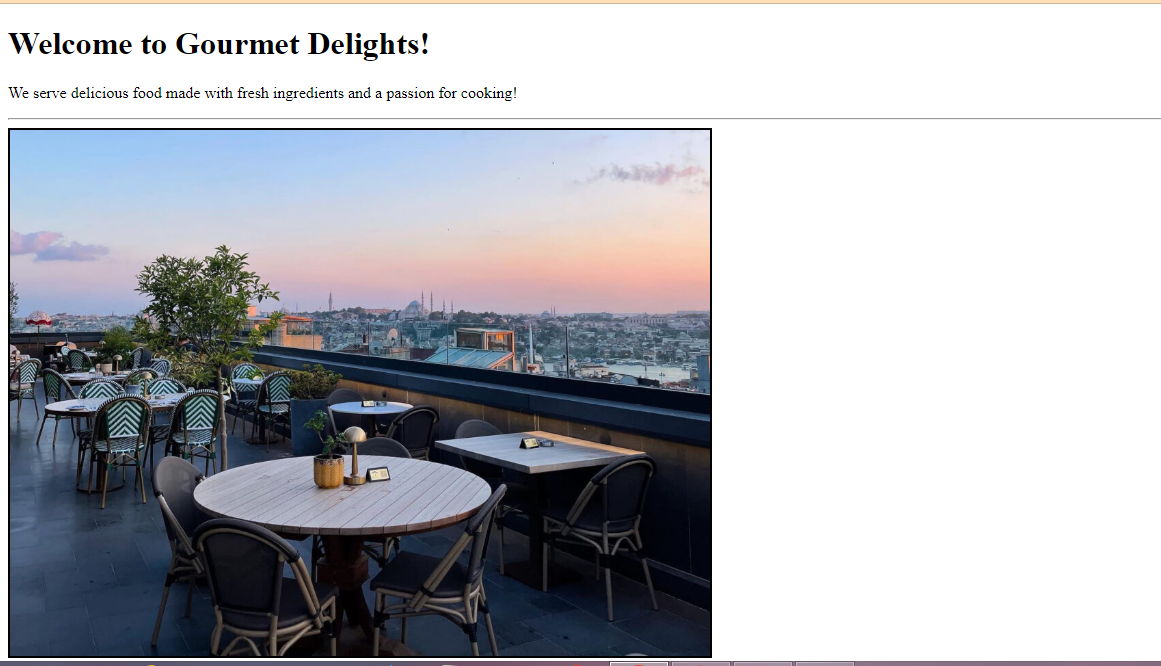 Welcome to Gourmet Delights!
We serve delicious food made with fresh ingredients and a passion for cooking!